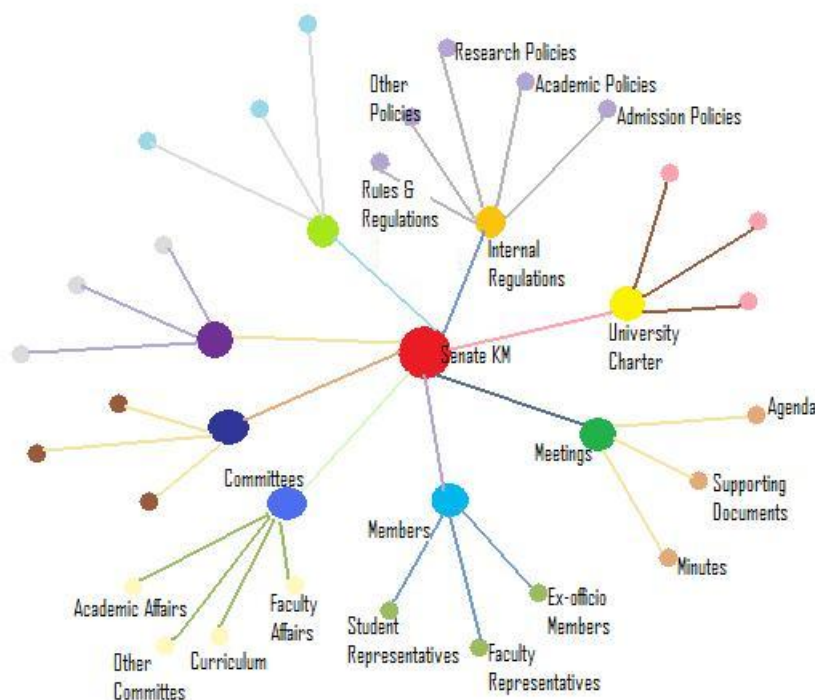 Research Policies
Other
Policies
Academic Policies
Admission Policies
Rules &
Regulations
Internal
Regulations
University
Charter
Senate KM
Agenda
Meetings
Supporting
Documents
Minutes
Committees
Members
Academic Affairs
Faculty
Affairs
Other
Committes
Curriculum
Student
Representatives
Ex-officio
Members
Faculty
Representatives